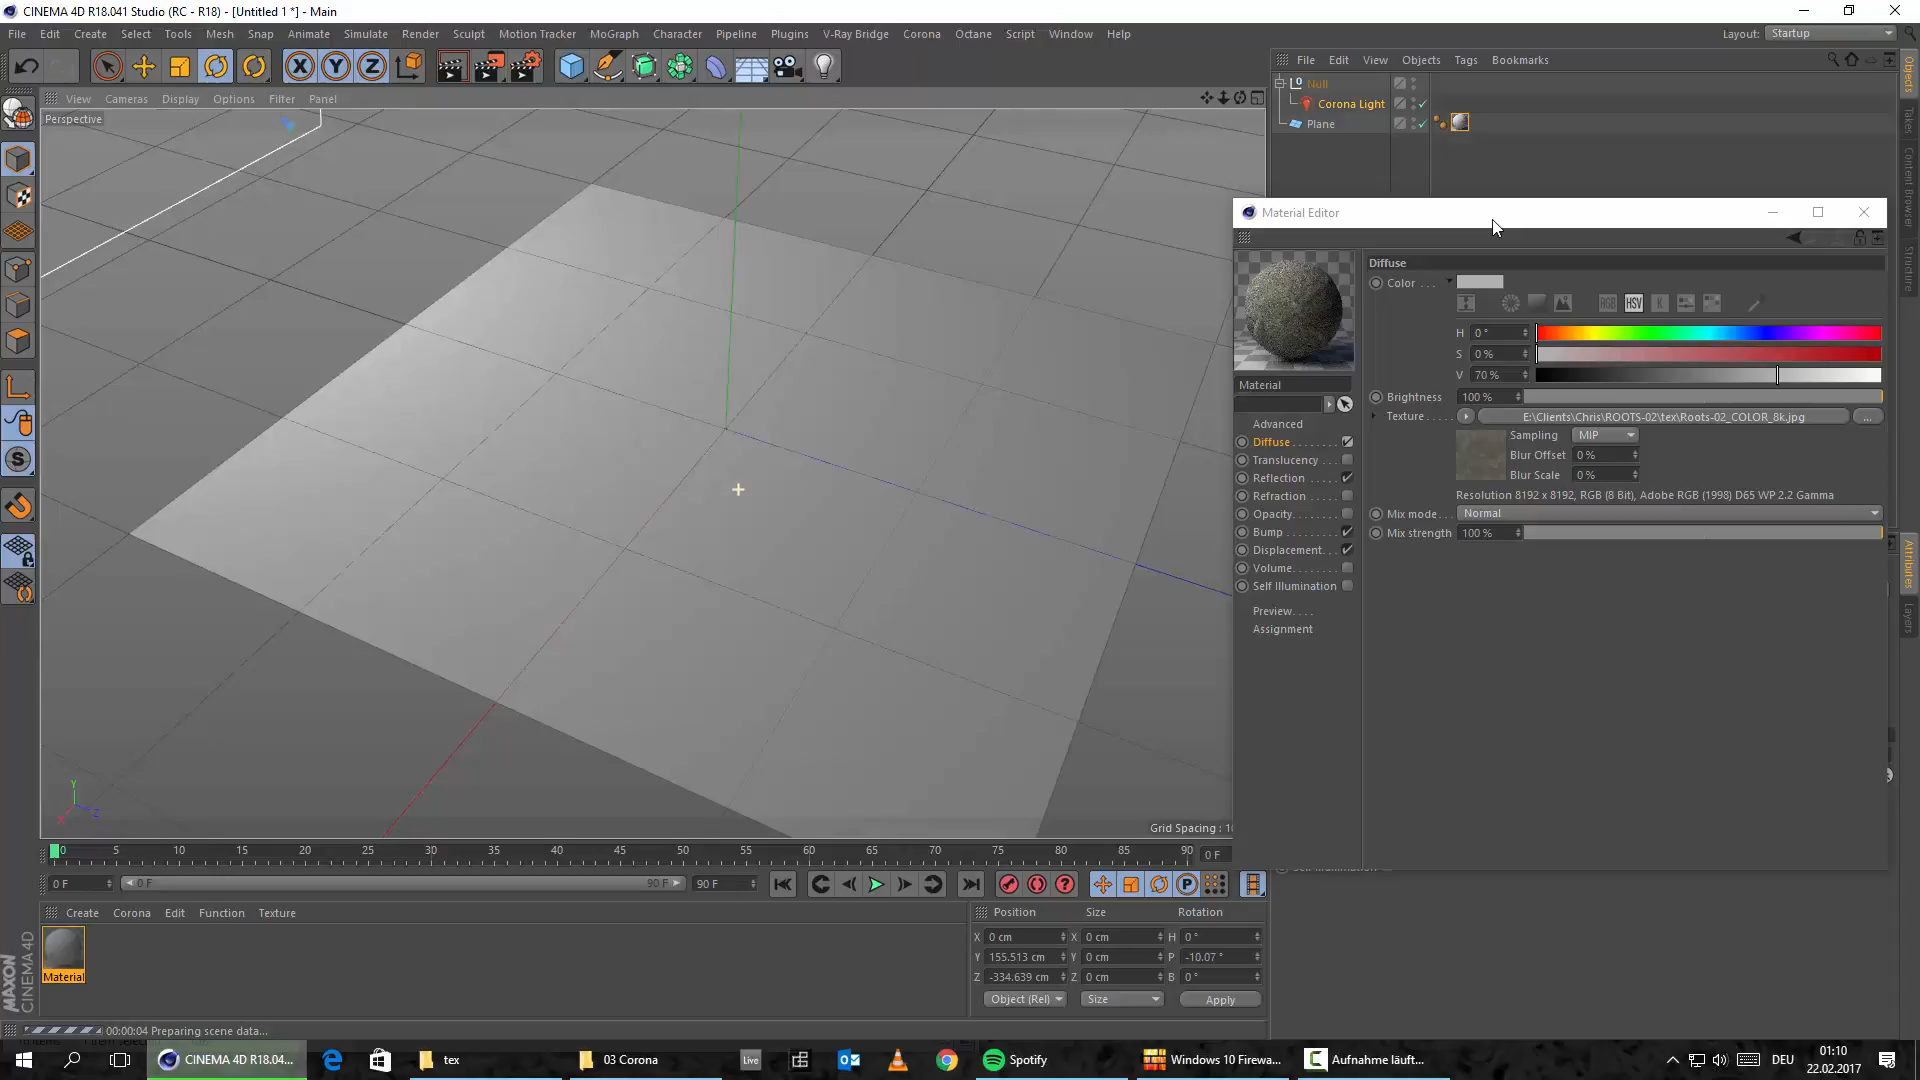 CINEMA 4D R18.041 Studio (RC - R18) - [Untitled 1 *] - Main
File Edit Create Select Tools Mesh Snap Animate Simulate Render Sculpt Motion Tracker MoGraph Character Pipeline Plugins V-Ray Bridge Corona Octane Script Window Help
Layout: Startup
File Edit View Objects Tags Bookmarks
Null
Corona Light
Plane
Objects
Takes
Content Browser
Structure
Attributes
Layers
View Cameras Display Options Filter Panel
Perspective
X Y Z
Y
X Z
Grid Spacing : 1
Material Editor
Diffuse
Color . . . .
RGB HSV K
H 0 °
S 0 %
V 70 %
Brightness 100 %
Texture . . . . . E:\Clients\Chris\ROOTS-02\tex\Roots-02_COLOR_8k.jpg ...
Sampling MIP
Blur Offset 0 %
Blur Scale 0 %
Resolution 8192 x 8192, RGB (8 Bit), Adobe RGB (1998) D65 WP 2.2 Gamma
Mix mode. . . Normal
Mix strength 100 %
Material
Advanced
Diffuse . . . . . . . .
Translucency . . .
Reflection . . . . .
Refraction . . . . .
Opacity. . . . . . .
Bump . . . . . . . .
Displacement. . .
Volume. . . . . . . .
Self Illumination
Preview. . . .
Assignment
0 5 10 15 20 25 30 35 40 45 50 55 60 65 70 75 80 85 90 0 F
0 F 0 F 90 F 90 F
Create Corona Edit Function Texture
Material
Position Size Rotation
X 0 cm X 0 cm H 0 °
Y 155.513 cm Y 0 cm P -10.07 °
Z -334.639 cm Z 0 cm B 0 °
Object (Rel) Size Apply
MAXON
CINEMA 4D
00:00:04 Preparing scene data...
CINEMA 4D R18.04... tex 03 Corona Live Spotify Windows 10 Firewa... Aufnahme läuft... DEU 01:10
22.02.2017